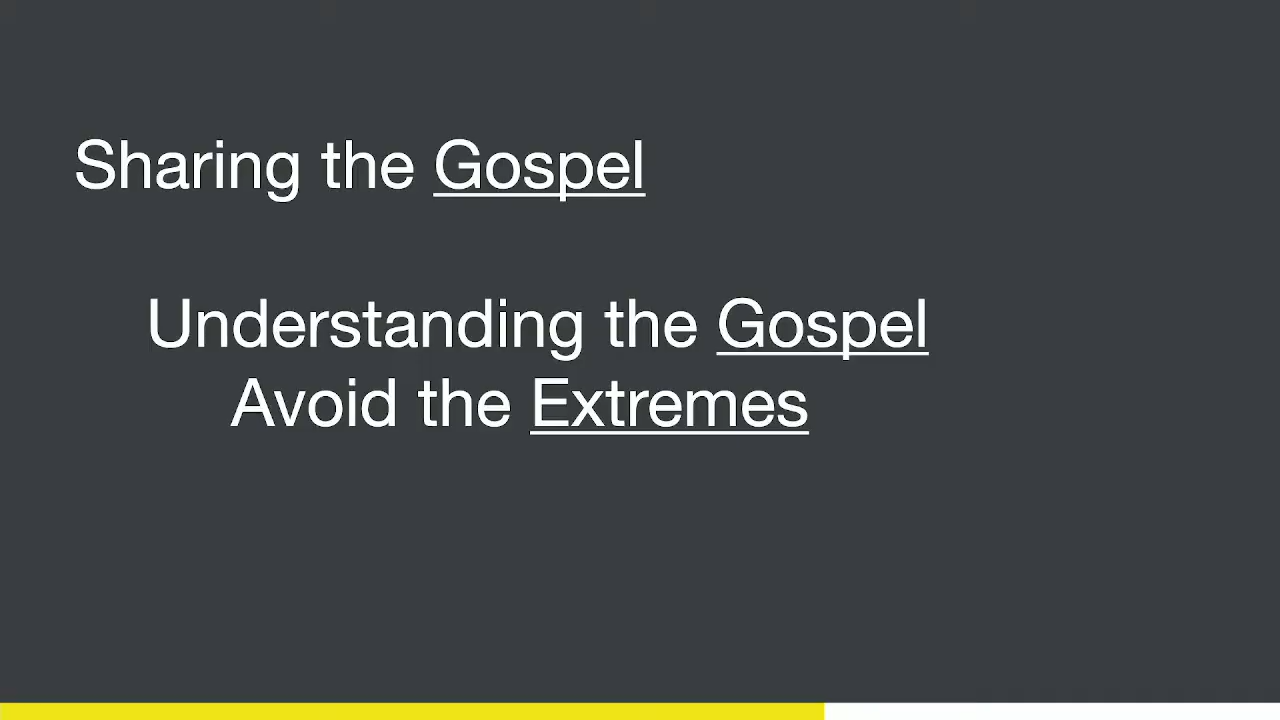 Sharing the Gospel
Understanding the Gospel
Avoid the Extremes